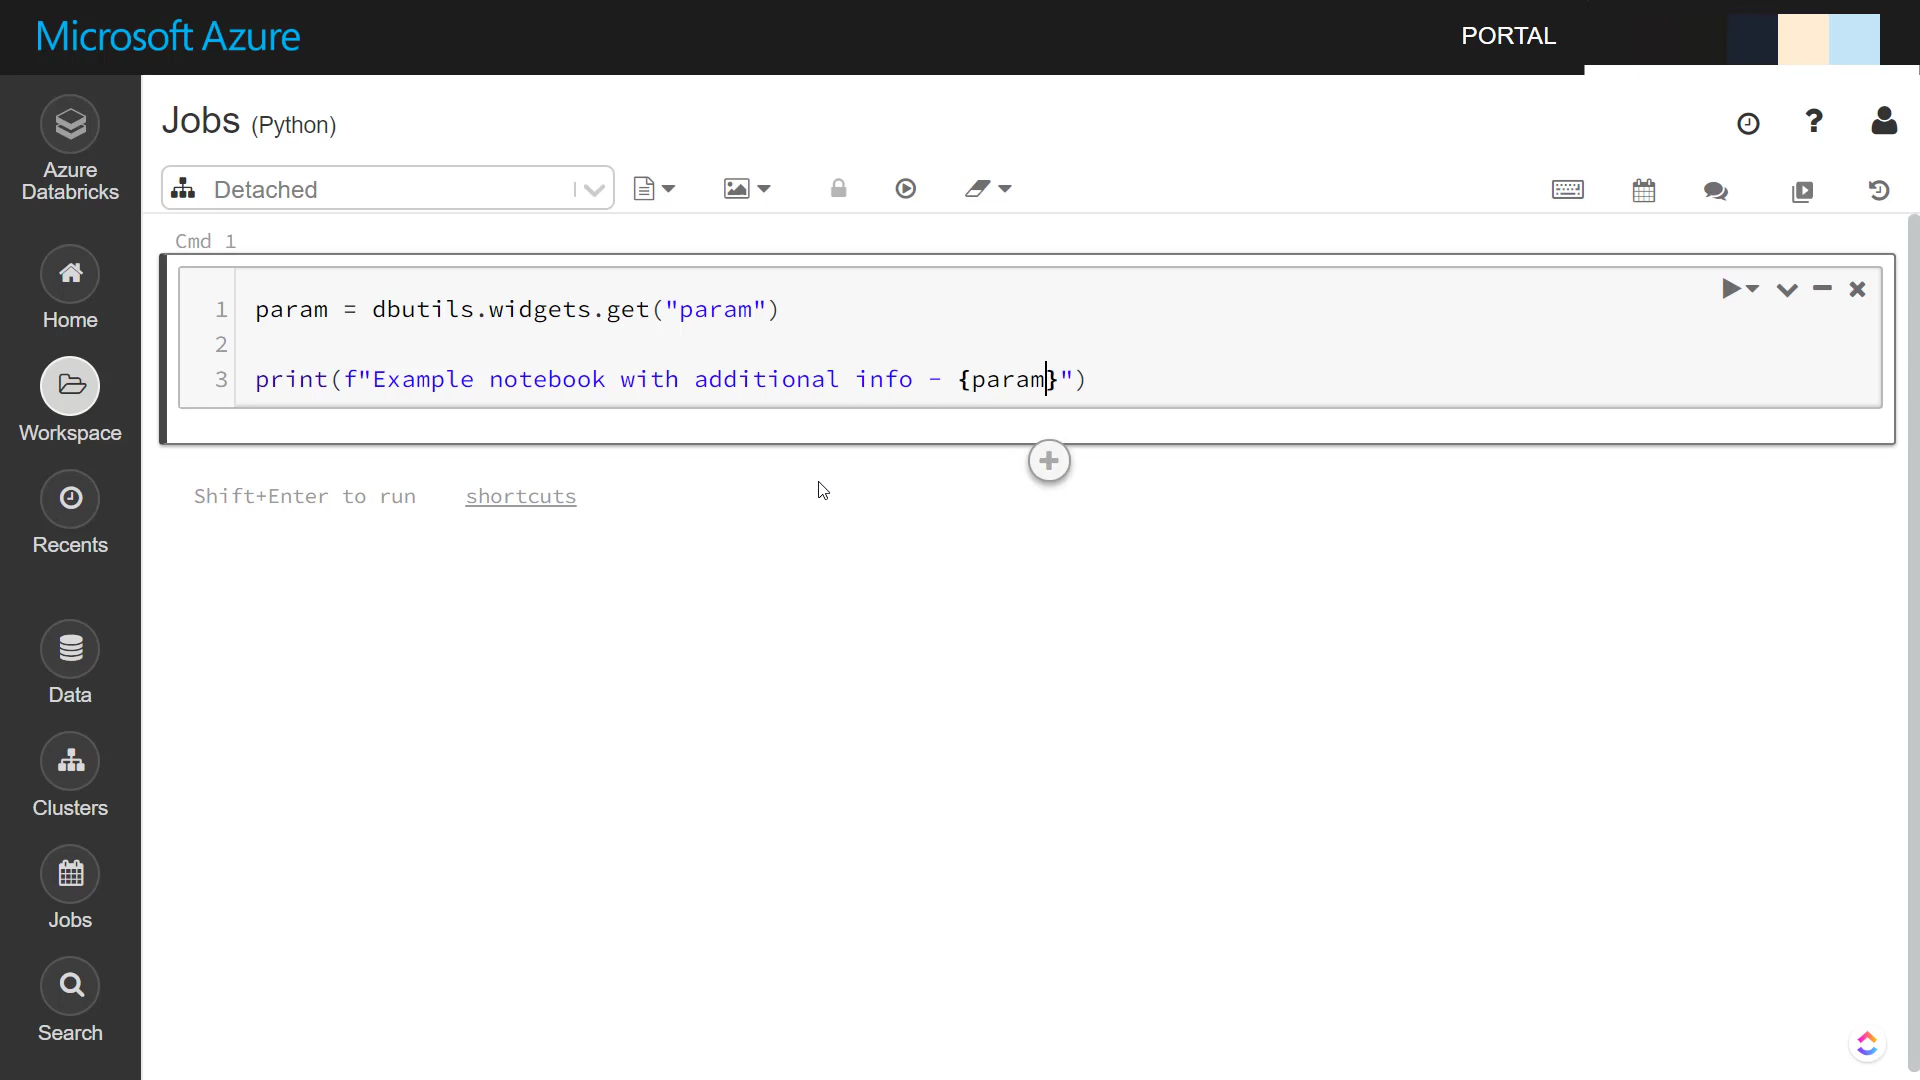 Microsoft Azure
PORTAL
Azure
Databricks
Home
Workspace
Recents
Data
Clusters
Jobs
Search
Jobs (Python)
?
Detached
Cmd 1
1 param = dbutils.widgets.get("param")
2
3 print(f"Example notebook with additional info - {param}")
Shift+Enter to run shortcuts